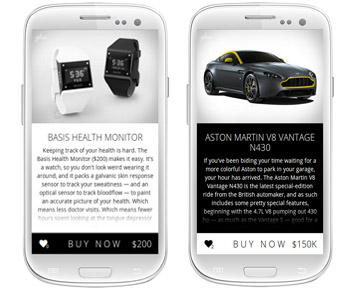 BASIS HEALTH MONITOR
Keeping track of your health is hard. The
Basis Health Monitor ($200) makes it easy. It's
a watch, so you don't look weird wearing it
around, and it packs a galvanic skin response
sensor to track your sweatiness — and an
optical sensor to track bloodflow — to paint
an accurate picture of your health. Which
means less doctor visits. Which means fewer
hours spent looking at the tongue depressor
BUY NOW $200
ASTON MARTIN V8 VANTAGE
N430
If you've been biding your time waiting for a
more colorful Aston to park in your garage,
your hour has arrived. The Aston Martin V8
Vantage N430 is the latest special-edition
ride from the British automaker, and as such
includes some pretty special features,
beginning with the 4.7L V8 pumping out 430
hp — as much as the Vantage S — good for a
BUY NOW $150K